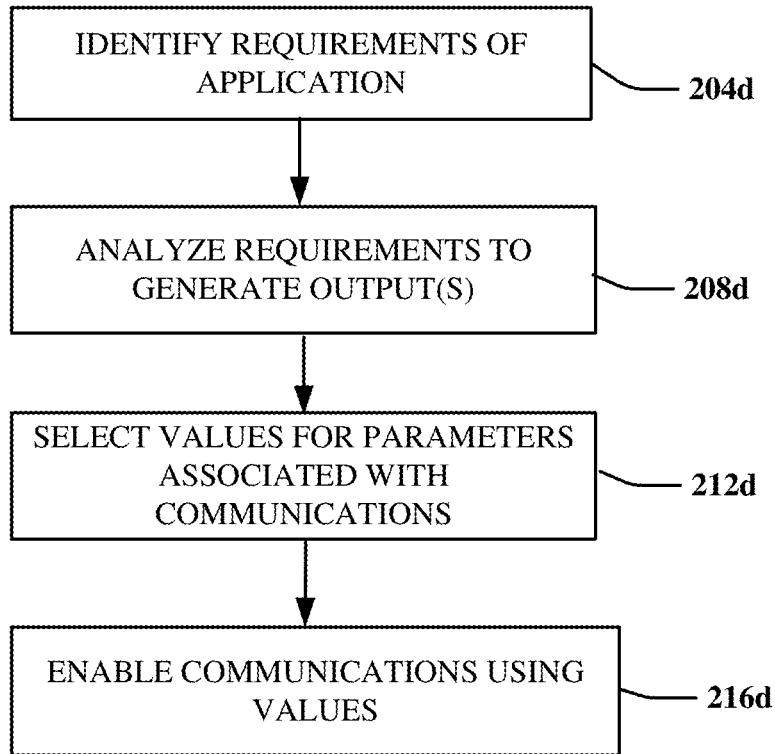 IDENTIFY REQUIREMENTS OF
APPLICATION
204d
ANALYZE REQUIREMENTS TO
GENERATE OUTPUT(S)
208d
SELECT VALUES FOR PARAMETERS
ASSOCIATED WITH
COMMUNICATIONS
212d
ENABLE COMMUNICATIONS USING
VALUES
216d